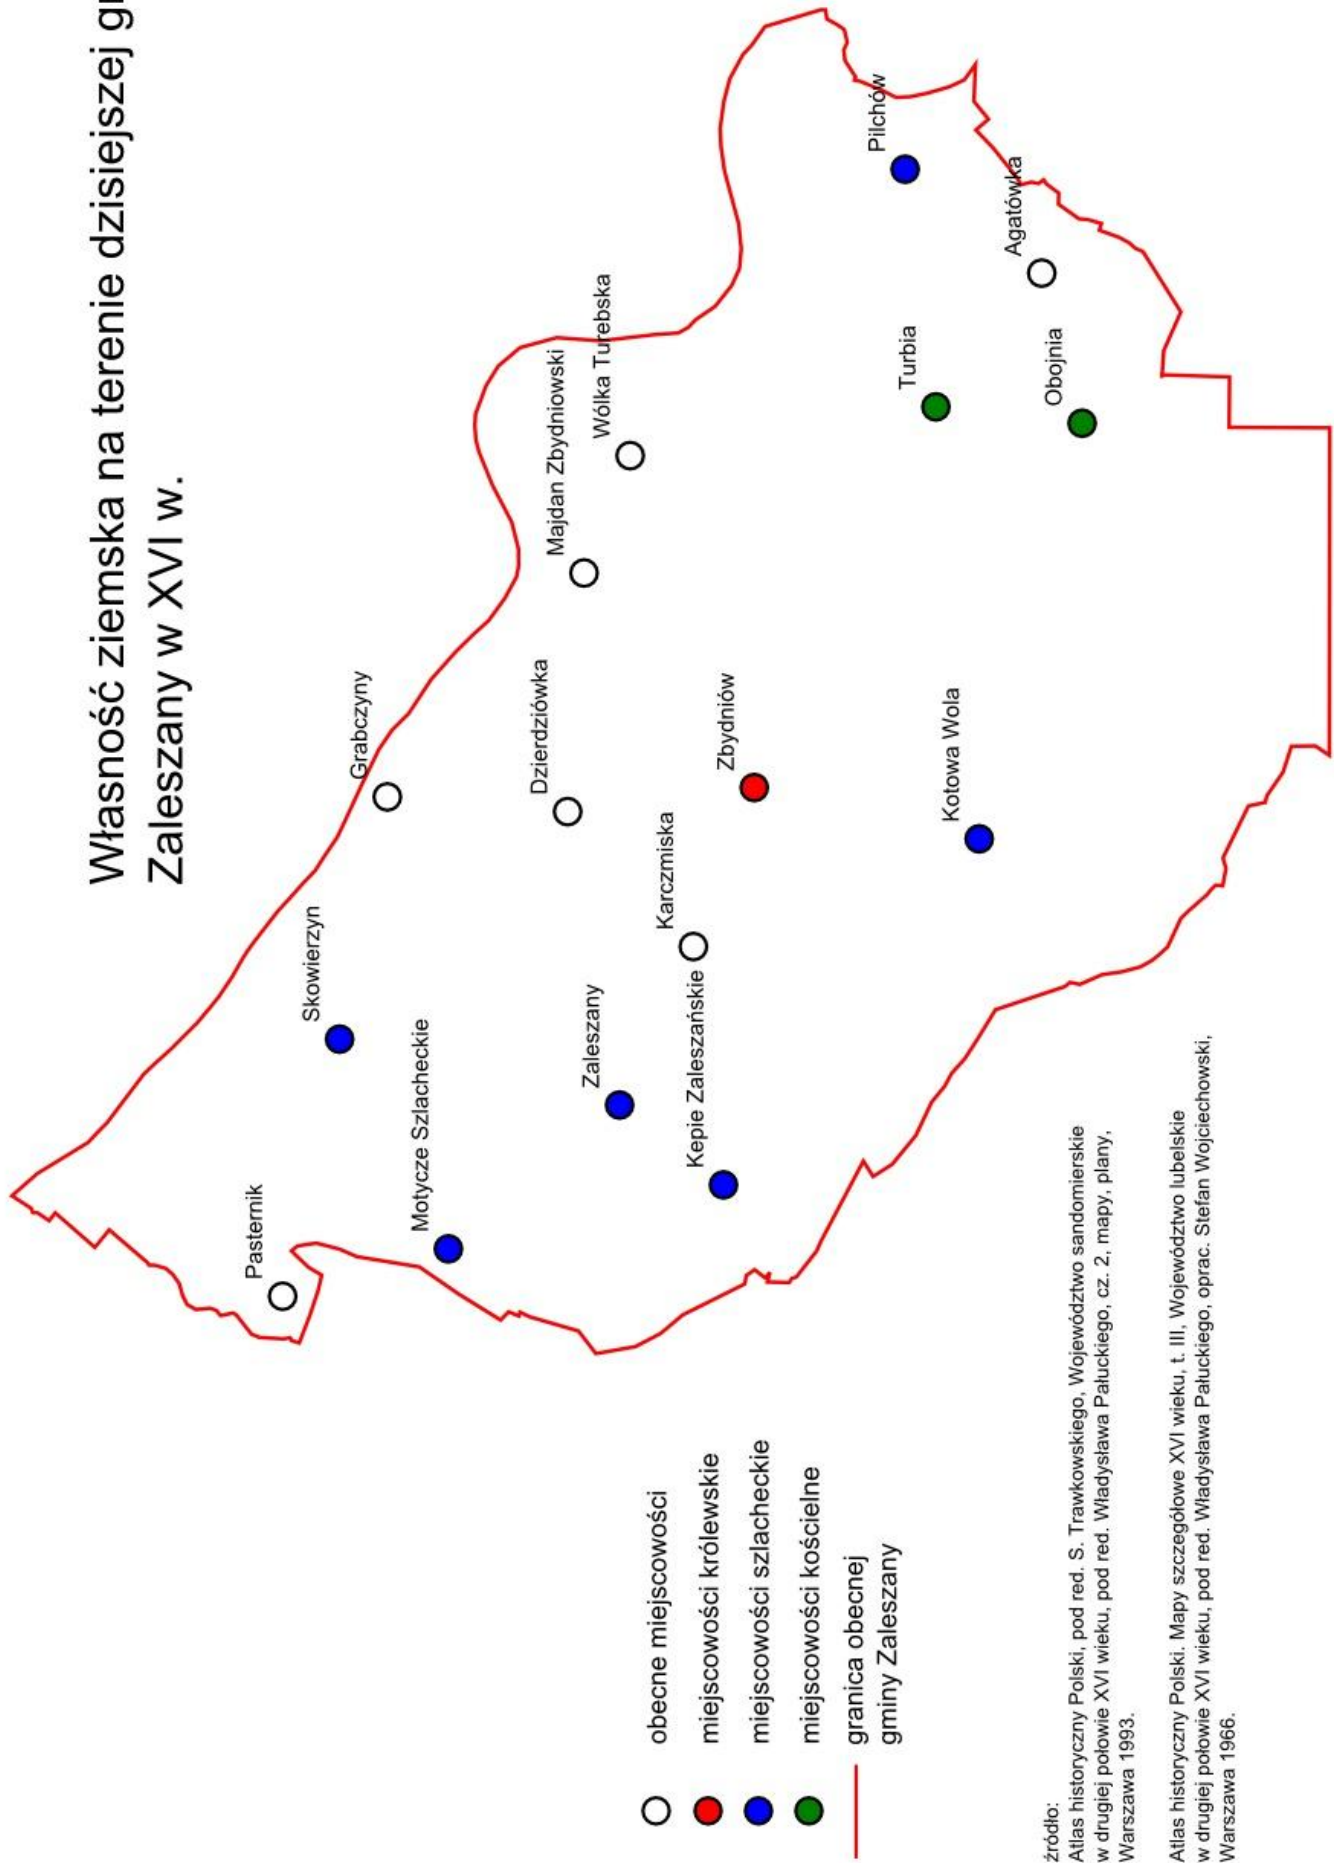 Własność ziemska na terenie dzisiejszej
Zaleszany w XVI w.
Pasternik
Skowierzyn
Grabczyny
Motycze Szlacheckie
Dzierdziówka
Majdan Zbydniowski
Zaleszany
Wólka Turebska
Karczmiska
Kepie Zaleszańskie
Zbydniów
Pilchów
Turbia
Kotowa Wola
Agatówka
Obojnia
obecne miejscowości
miejscowości królewskie
miejscowości szlacheckie
miejscowości kościelne
granica obecnej
gminy Zaleszany
źródło:
Atlas historyczny Polski, pod red. S. Trawkowskiego, Województwo sandomierskie
w drugiej połowie XVI wieku, pod red. Władysława Pałuckiego, cz. 2, mapy, plany,
Warszawa 1993.
Atlas historyczny Polski. Mapy szczegółowe XVI wieku, t. III, Województwo lubelskie
w drugiej połowie XVI wieku, pod red. Władysława Pałuckiego, oprac. Stefan Wojciechowski,
Warszawa 1966.